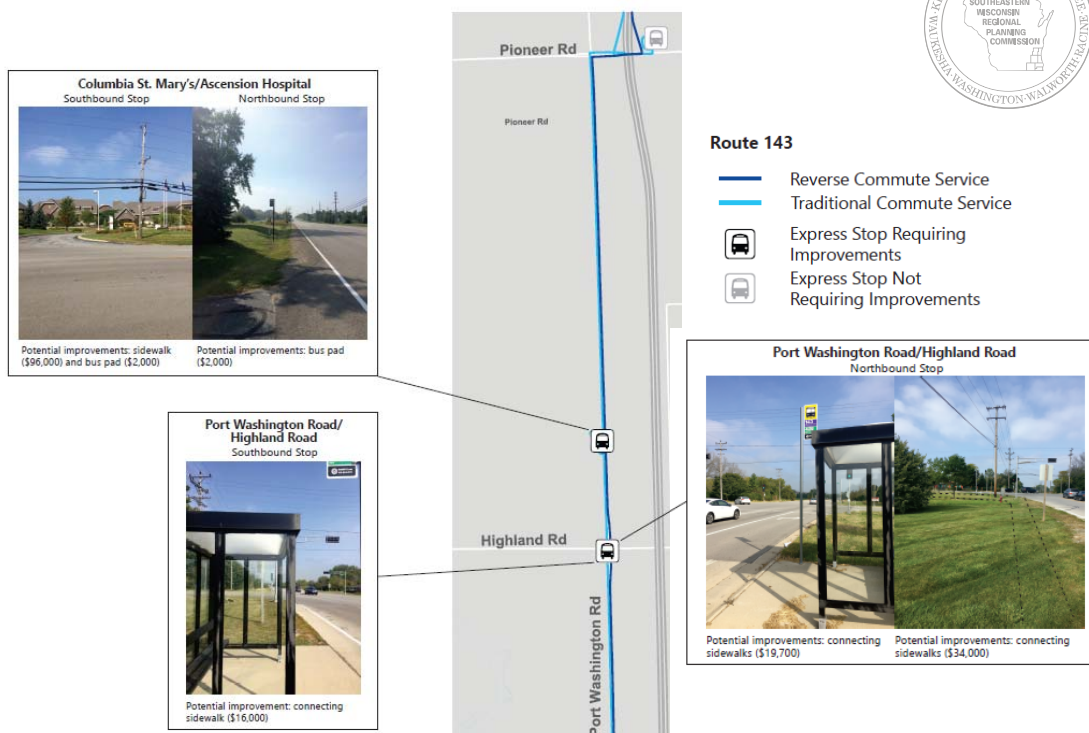 SOUTHEASTERN
WISCONSIN
REGIONAL
PLANNING
COMMISSION
WAUKESHA·WASHINGTON·WALWORTH·RACINE
Pioneer Rd
Pioneer Rd
Highland Rd
Port Washington Rd
Columbia St. Mary's/Ascension Hospital
Southbound Stop
Northbound Stop
Potential improvements: sidewalk
($96,000) and bus pad ($2,000)
Potential improvements: bus pad
($2,000)
Route 143
Reverse Commute Service
Traditional Commute Service
Express Stop Requiring
Improvements
Express Stop Not
Requiring Improvements
Port Washington Road/
Highland Road
Southbound Stop
Potential improvement: connecting
sidewalk ($16,000)
Port Washington Road/Highland Road
Northbound Stop
Potential improvements: connecting
sidewalks ($19,700)
Potential improvements: connecting
sidewalks ($34,000)